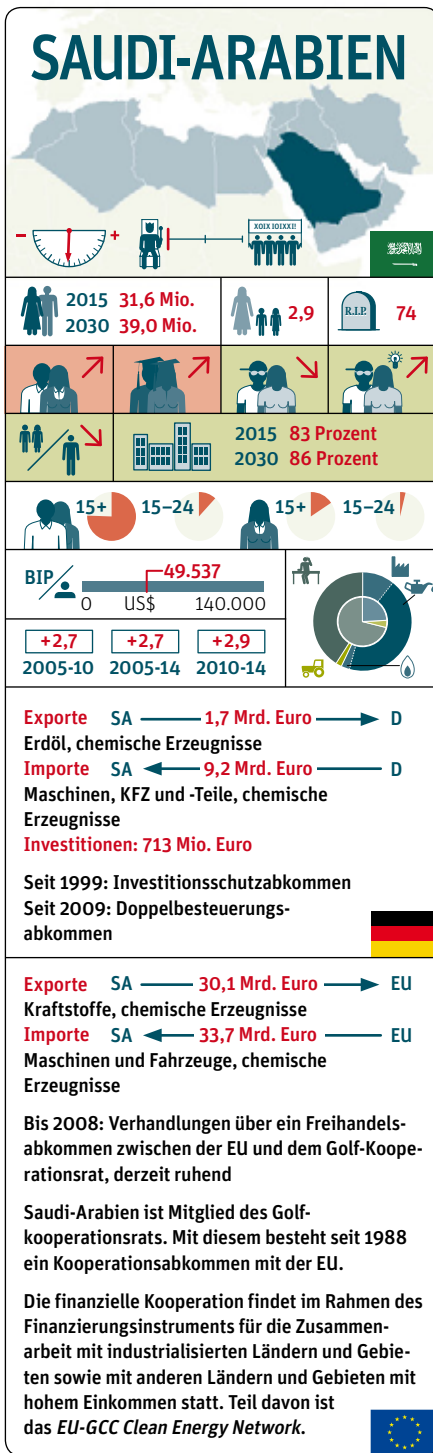 SAUDI-ARABIEN
– +
XOIX IOIXXI!
2015 31,6 Mio.
2030 39,0 Mio.
2,9
R.I.P. 74
2015 83 Prozent
2030 86 Prozent
15+ 15–24 15+ 15–24
BIP/
49.537
0 US$ 140.000
+2,7 +2,7 +2,9
2005-10 2005-14 2010-14
Exporte SA 1,7 Mrd. Euro D
Erdöl, chemische Erzeugnisse
Importe SA 9,2 Mrd. Euro D
Maschinen, KFZ und -Teile, chemische
Erzeugnisse
Investitionen: 713 Mio. Euro
Seit 1999: Investitionsschutzabkommen
Seit 2009: Doppelbesteuerungs-
abkommen
Exporte SA 30,1 Mrd. Euro EU
Kraftstoffe, chemische Erzeugnisse
Importe SA 33,7 Mrd. Euro EU
Maschinen und Fahrzeuge, chemische
Erzeugnisse
Bis 2008: Verhandlungen über ein Freihandels-
abkommen zwischen der EU und dem Golf-Koope-
rationsrat, derzeit ruhend
Saudi-Arabien ist Mitglied des Golf-
kooperationsrats. Mit diesem besteht seit 1988
ein Kooperationsabkommen mit der EU.
Die finanzielle Kooperation findet im Rahmen des
Finanzierungsinstruments für die Zusammen-
arbeit mit industrialisierten Ländern und Gebie-
ten sowie mit anderen Ländern und Gebieten mit
hohem Einkommen statt. Teil davon ist
das EU-GCC Clean Energy Network.